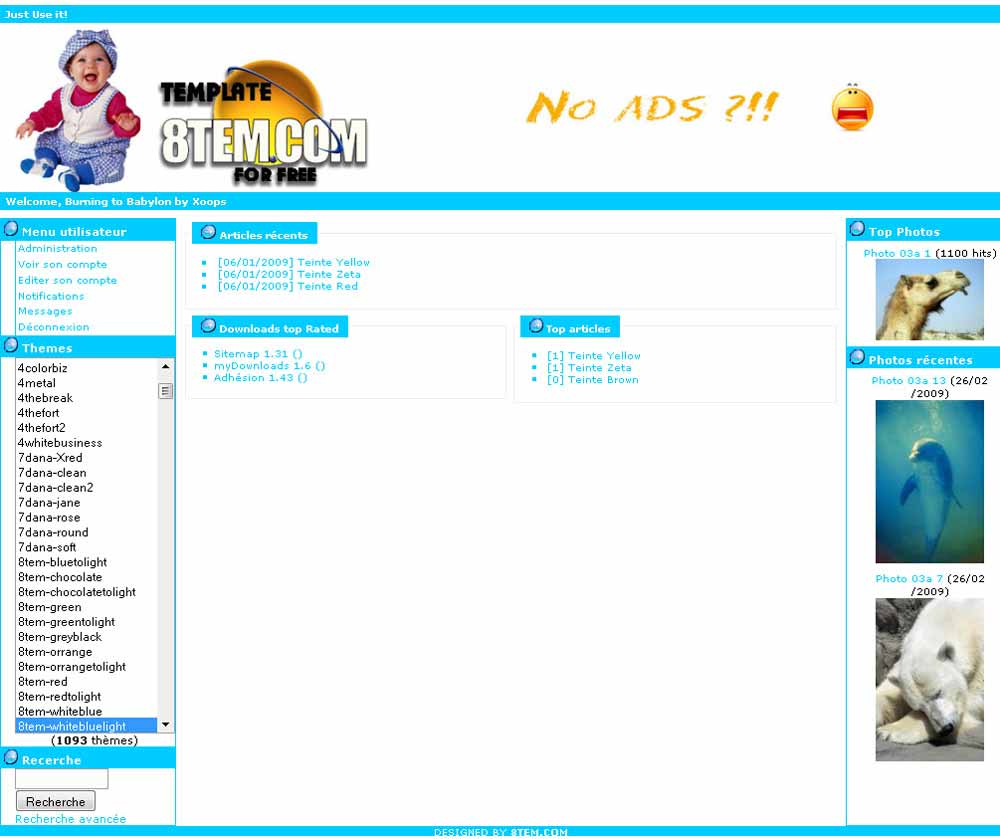 Just Use it!
TEMPLATE
8TEM.COM
FOR FREE
No ADS ?!!
Welcome, Burning to Babylon by Xoops
Menu utilisateur
Administration
Voir son compte
Editer son compte
Notifications
Messages
Déconnexion
Themes
4colorbiz
4metal
4thebreak
4thefort
4thefort2
4whitebusiness
7dana-Xred
7dana-clean
7dana-clean2
7dana-jane
7dana-rose
7dana-round
7dana-soft
8tem-bluetolight
8tem-chocolate
8tem-chocolatetolight
8tem-green
8tem-greentolight
8tem-greyblack
8tem-orrange
8tem-orrangetolight
8tem-red
8tem-redtolight
8tem-whiteblue
8tem-whitebluelight
(1093 thèmes)
Recerche
Recherche
Recherche avancée
Articles récents
[06/01/2009] Teinte Yellow
[06/01/2009] Teinte Zeta
[06/01/2009] Teinte Red
Downloads top Rated
Sitemap 1.31 ()
myDownloads 1.6 ()
Adhésion 1.43 ()
Top articles
[1] Teinte Yellow
[1] Teinte Zeta
[0] Teinte Brown
Top Photos
Photo 03a 1 (1100 hits)
Photos récentes
Photo 03a 13 (26/02
/2009)
Photo 03a 7 (26/02
/2009)
DESIGNED BY 8TEM.COM